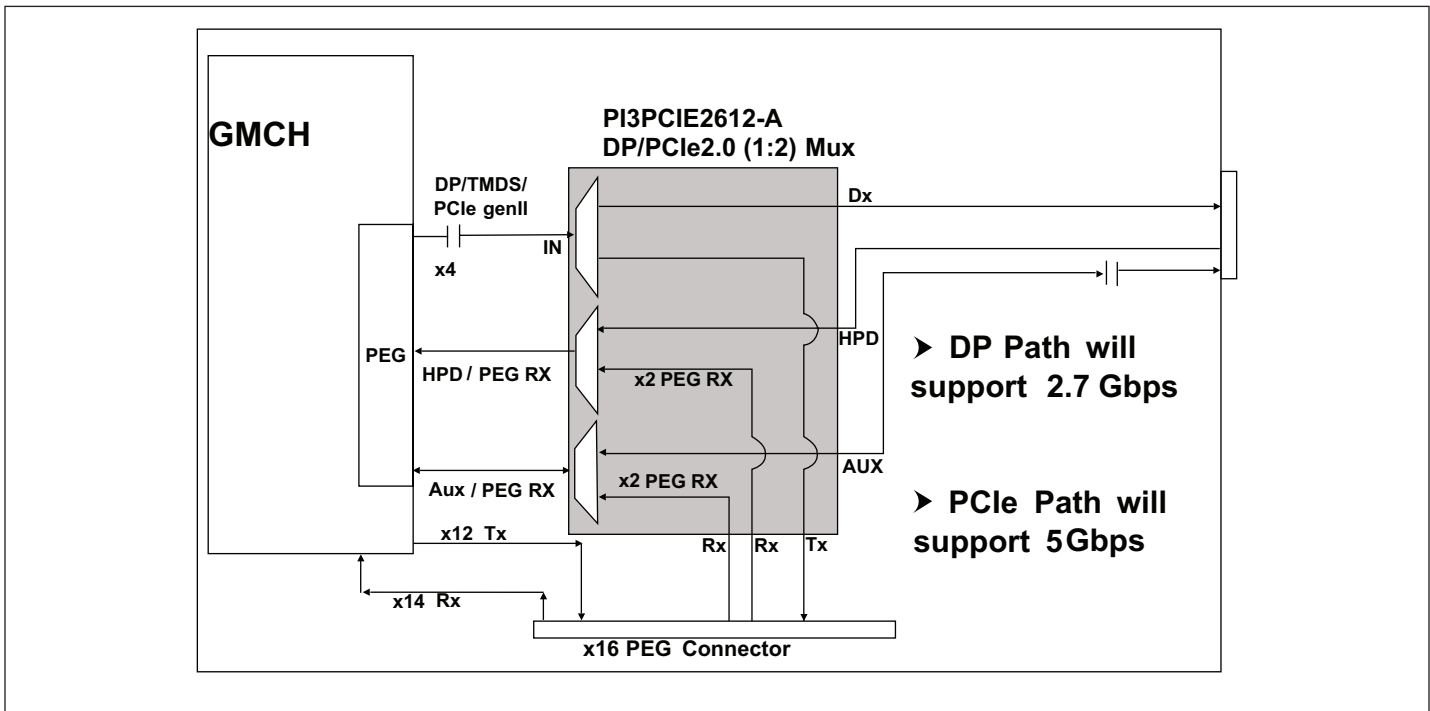 PI3PCIE2612-A
DP/PCIe2.0 (1:2) Mux
GMCH
DP/TMDS/
PCIe genII
Dx
IN
x4
HPD
➤ DP Path will
support 2.7 Gbps
PEG
HPD / PEG RX
x2 PEG RX
AUX
x2 PEG RX
Aux / PEG RX
➤ PCIe Path will
support 5Gbps
x12 Tx
Rx
Rx
Tx
x14 Rx
x16 PEG Connector